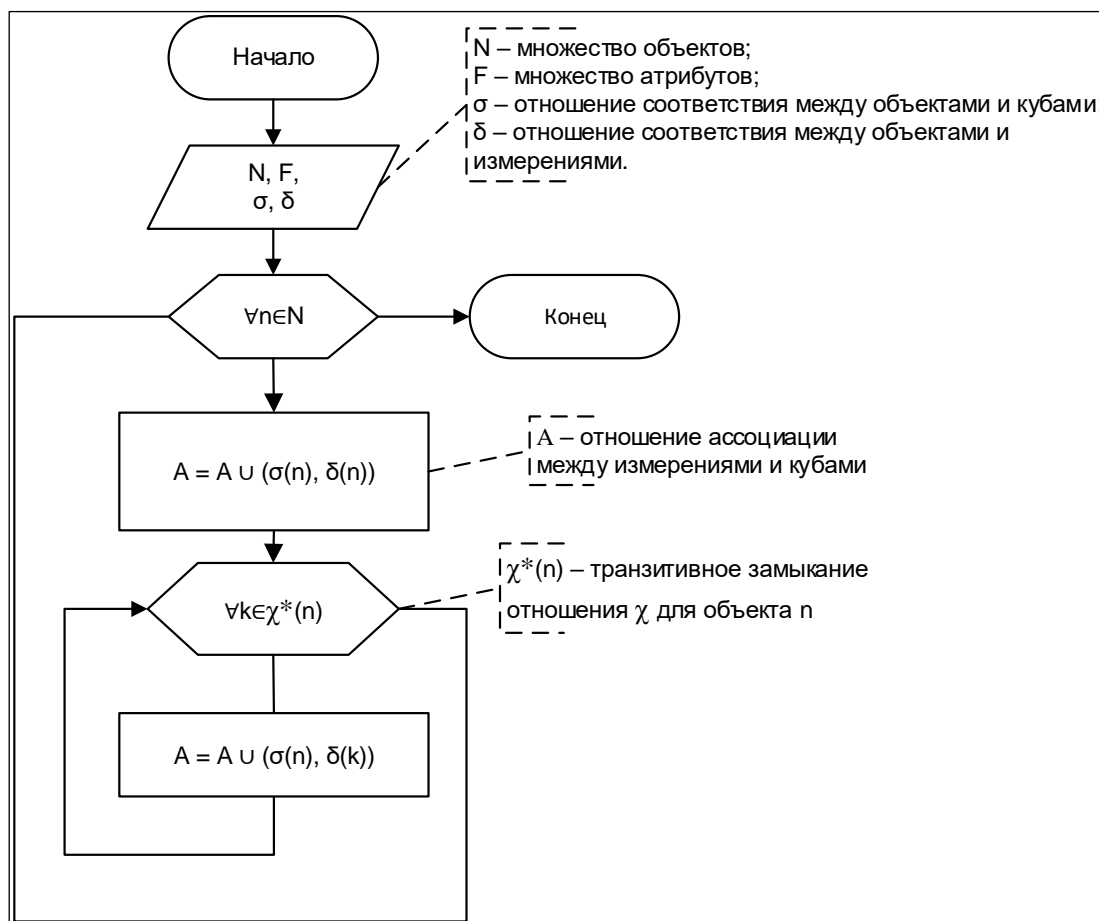 Начало
N – множество объектов;
F – множество атрибутов;
σ – отношение соответствия между объектами и кубами
δ – отношение соответствия между объектами и
измерениями.
N, F,
σ, δ
∀n∈N
Конец
A = A ∪ (σ(n), δ(n))
A – отношение ассоциации
между измерениями и кубами
∀k∈χ*(n)
χ*(n) – транзитивное замыкание
отношения χ для объекта n
A = A ∪ (σ(n), δ(k))